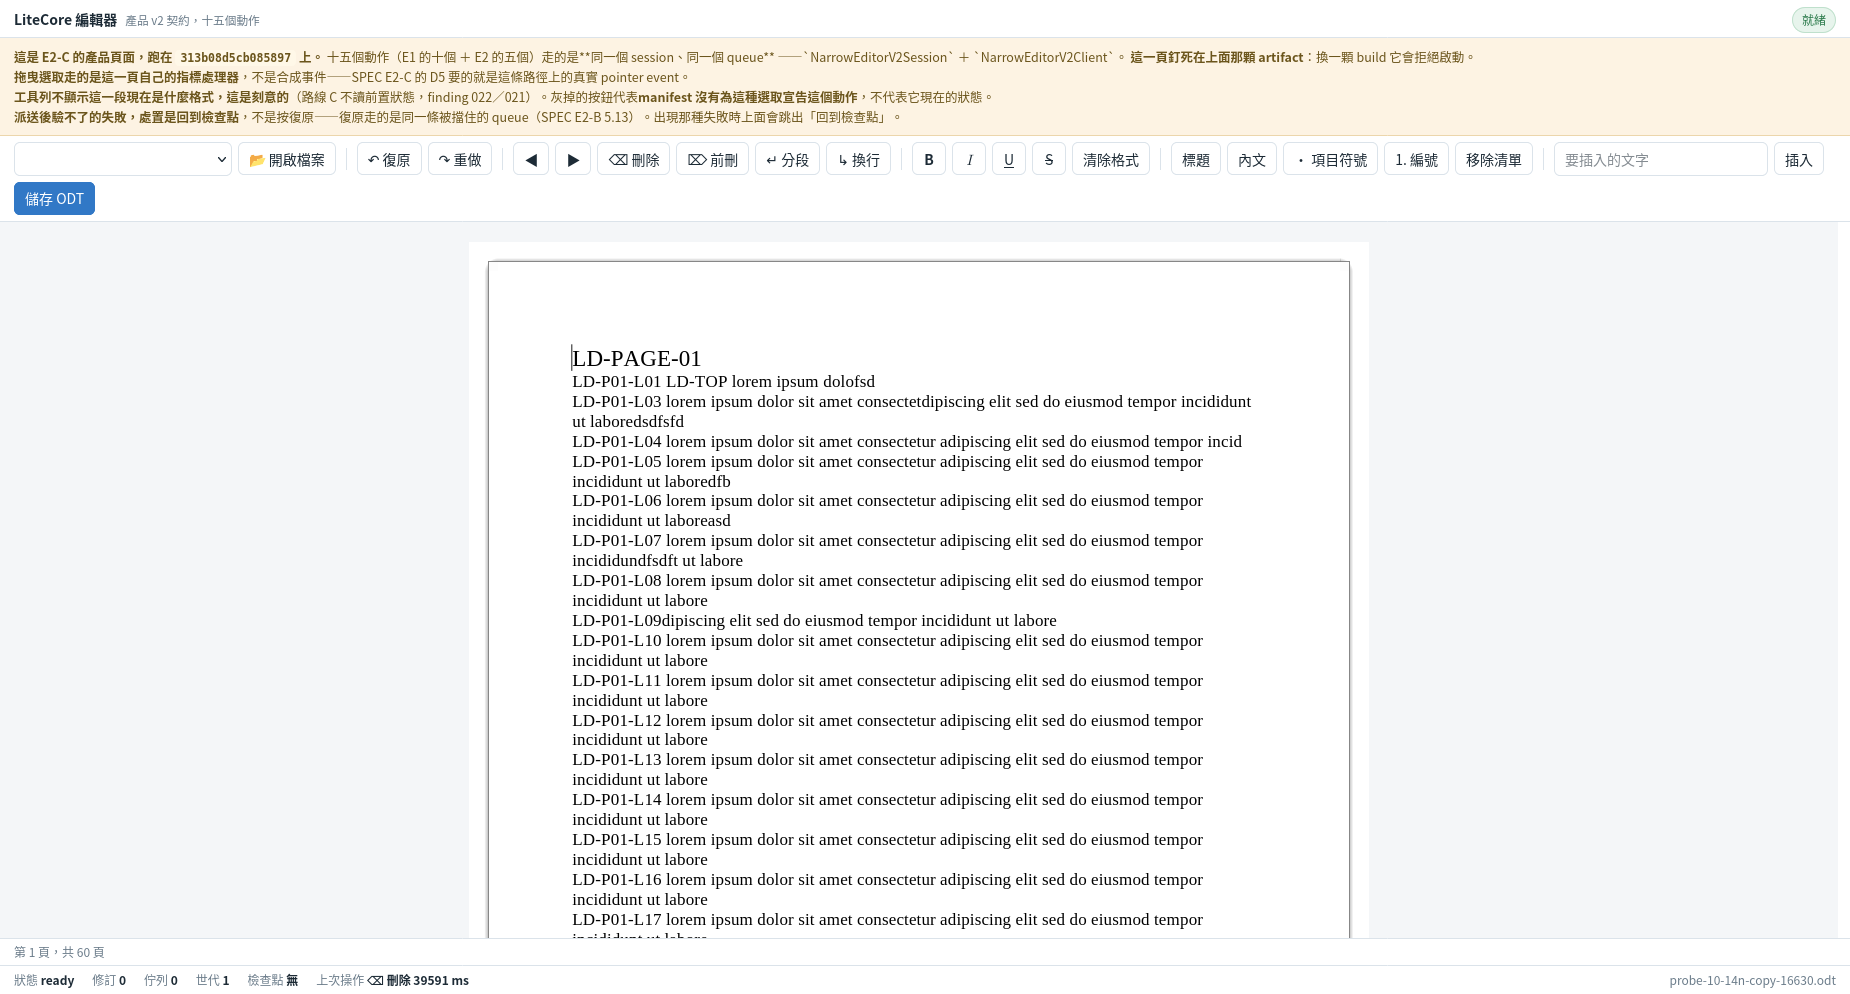 LiteCore 編輯器 產品 v2 契約，十五個動作 就緒
這是 E2-C 的產品頁面，跑在 313b08d5cb085897 上。 十五個動作（E1 的十個 ＋ E2 的五個）走的是**同一個 session、同一個 queue** ——`NarrowEditorV2Session` ＋ `NarrowEditorV2Client`。 這一頁釘死在上面那顆 artifact：換一顆 build 它會拒絕啟動。
拖曳選取走的是這一頁自己的指標處理器，不是合成事件——SPEC E2-C 的 D5 要的就是這條路徑上的真實 pointer event。
工具列不顯示這一段現在是什麼格式，這是刻意的（路線 C 不讀前置狀態，finding 022／021）。灰掉的按鈕代表manifest 沒有為這種選取宣告這個動作，不代表它現在的狀態。
派送後驗不了的失敗，處置是回到檢查點，不是按復原——復原走的是同一條被擋住的 queue（SPEC E2-B 5.13）。出現那種失敗時上面會跳出「回到檢查點」。
📂 開啟檔案 ↶ 復原 ↷ 重做 ◀ ▶ ⌫ 刪除 ⌦ 前刪 ↵ 分段 ↳ 換行 B I U S 清除格式 標題 內文 ・ 項目符號 1. 編號 移除清單 要插入的文字 插入
儲存 ODT
LD-PAGE-01
LD-P01-L01 LD-TOP lorem ipsum dolofsd
LD-P01-L03 lorem ipsum dolor sit amet consectetdipiscing elit sed do eiusmod tempor incididunt
ut laboredsdfsfd
LD-P01-L04 lorem ipsum dolor sit amet consectetur adipiscing elit sed do eiusmod tempor incid
LD-P01-L05 lorem ipsum dolor sit amet consectetur adipiscing elit sed do eiusmod tempor
incididunt ut laboredfb
LD-P01-L06 lorem ipsum dolor sit amet consectetur adipiscing elit sed do eiusmod tempor
incididunt ut laboreasd
LD-P01-L07 lorem ipsum dolor sit amet consectetur adipiscing elit sed do eiusmod tempor
incididundfsdft ut labore
LD-P01-L08 lorem ipsum dolor sit amet consectetur adipiscing elit sed do eiusmod tempor
incididunt ut labore
LD-P01-L09dipiscing elit sed do eiusmod tempor incididunt ut labore
LD-P01-L10 lorem ipsum dolor sit amet consectetur adipiscing elit sed do eiusmod tempor
incididunt ut labore
LD-P01-L11 lorem ipsum dolor sit amet consectetur adipiscing elit sed do eiusmod tempor
incididunt ut labore
LD-P01-L12 lorem ipsum dolor sit amet consectetur adipiscing elit sed do eiusmod tempor
incididunt ut labore
LD-P01-L13 lorem ipsum dolor sit amet consectetur adipiscing elit sed do eiusmod tempor
incididunt ut labore
LD-P01-L14 lorem ipsum dolor sit amet consectetur adipiscing elit sed do eiusmod tempor
incididunt ut labore
LD-P01-L15 lorem ipsum dolor sit amet consectetur adipiscing elit sed do eiusmod tempor
incididunt ut labore
LD-P01-L16 lorem ipsum dolor sit amet consectetur adipiscing elit sed do eiusmod tempor
incididunt ut labore
LD-P01-L17 lorem ipsum dolor sit amet consectetur adipiscing elit sed do eiusmod tempor
incididunt ut labore
第 1 頁，共 60 頁
狀態 ready 修訂 0 佇列 0 世代 1 檢查點 無 上次操作 ⌫ 刪除 39591 ms probe-10-14n-copy-16630.odt